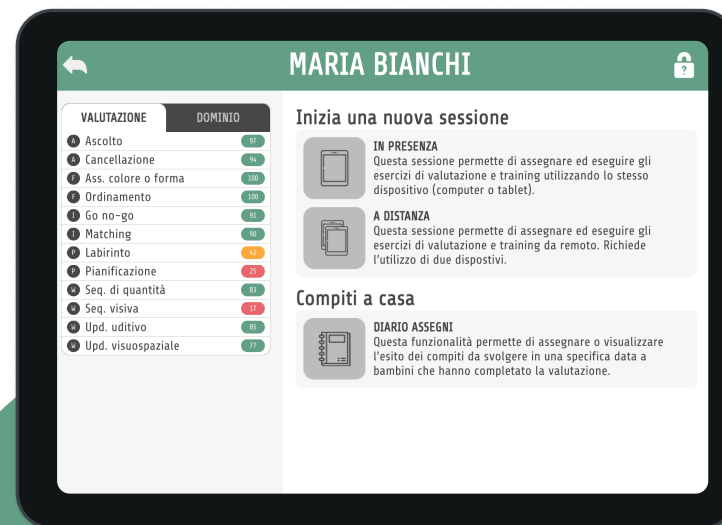 MARIA BIANCHI
?
VALUTAZIONE DOMINIO
A Ascolto 97
A Cancellazione 94
F Ass. colore o forma 100
F Ordinamento 100
I Go no-go 91
I Matching 90
P Labirinto 42
P Pianificazione 25
W Seq. di quantità 83
W Seq. visiva 17
W Upd. uditivo 85
W Upd. visuospaziale 77
Inizia una nuova sessione
IN PRESENZA
Questa sessione permette di assegnare ed eseguire gli
esercizi di valutazione e training utilizzando lo stesso
dispositivo (computer o tablet).
A DISTANZA
Questa sessione permette di assegnare ed eseguire gli
esercizi di valutazione e training da remoto. Richiede
l'utilizzo di due dispostivi.
Compiti a casa
DIARIO ASSEGNI
Questa funzionalità permette di assegnare o visualizzare
l'esito dei compiti da svolgere in una specifica data a
bambini che hanno completato la valutazione.